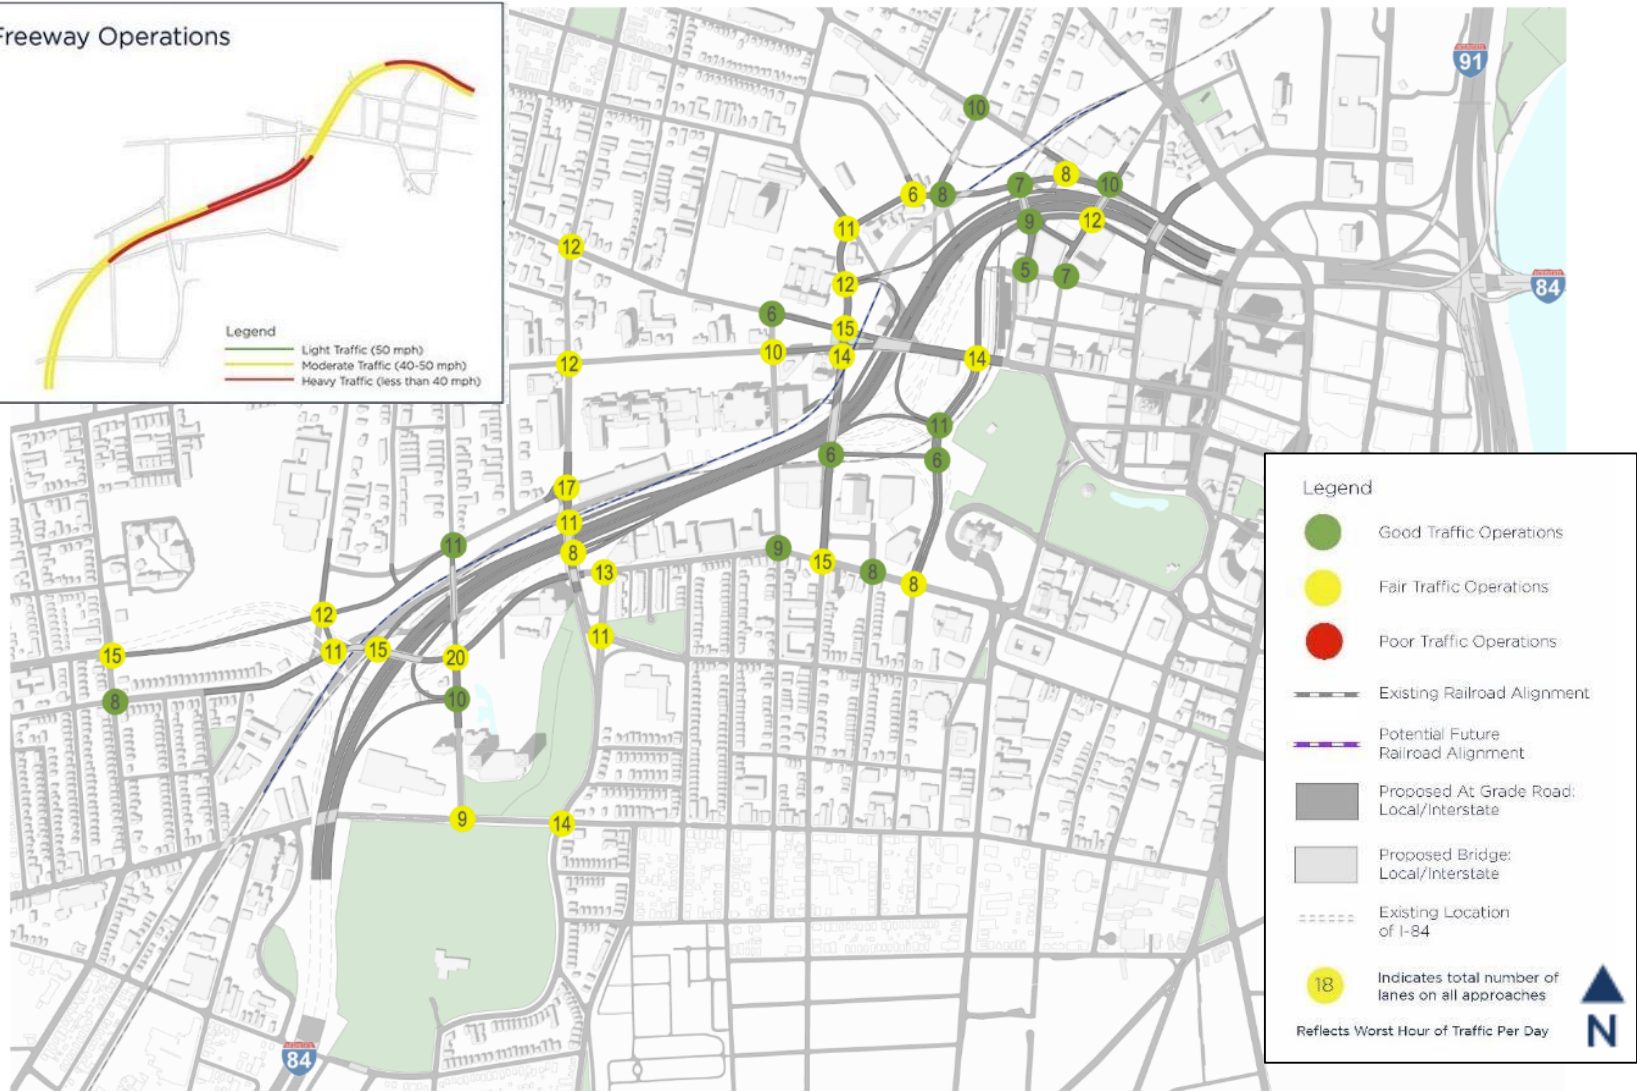 Freeway Operations
Legend
Light Traffic (50 mph)
Moderate Traffic (40-50 mph)
Heavy Traffic (less than 40 mph)
91
10
8
7
10
6
8
12
9
11
12
5
7
12
84
6
15
10
14
14
12
11
6
6
17
11
11
8
9
15
8
8
13
12
11
15
11
15
20
8
10
9
14
84
Legend
Good Traffic Operations
Fair Traffic Operations
Poor Traffic Operations
Existing Railroad Alignment
Potential Future
Railroad Alignment
Proposed At Grade Road:
Local/Interstate
Proposed Bridge:
Local/Interstate
Existing Location
of I-84
18
Indicates total number of
lanes on all approaches
Reflects Worst Hour of Traffic Per Day
N